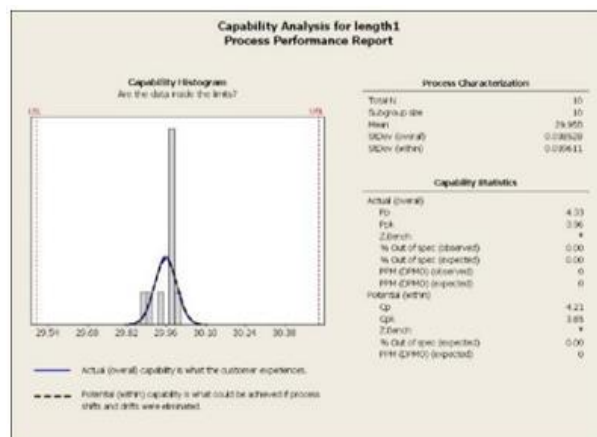 Capability Analysis for length1
Process Performance Report
Capability Histogram
Are the data inside the limits?
LSL USL
29.54 29.68 29.82 29.96 30.10 30.24 30.38
Actual (overall) capability is what the customer experiences.
Potential (within) capability is what could be achieved if process
shifts and drifts were eliminated.
Process Characterization
Total N 10
Subgroup size 10
Mean
StDev (overall)
StDev (within)
Capability Statistics
Actual (overall)
Pp 4.33
Ppk
Z.Bench *
% Out of spec (observed) 0.00
% Out of spec (expected) 0.00
PPM (DPMO) (observed) 0
PPM (DPMO) (expected) 0
Potential (within)
Cp 4.21
Cpk
Z.Bench *
% Out of spec (expected) 0.00
PPM (DPMO) (expected) 0